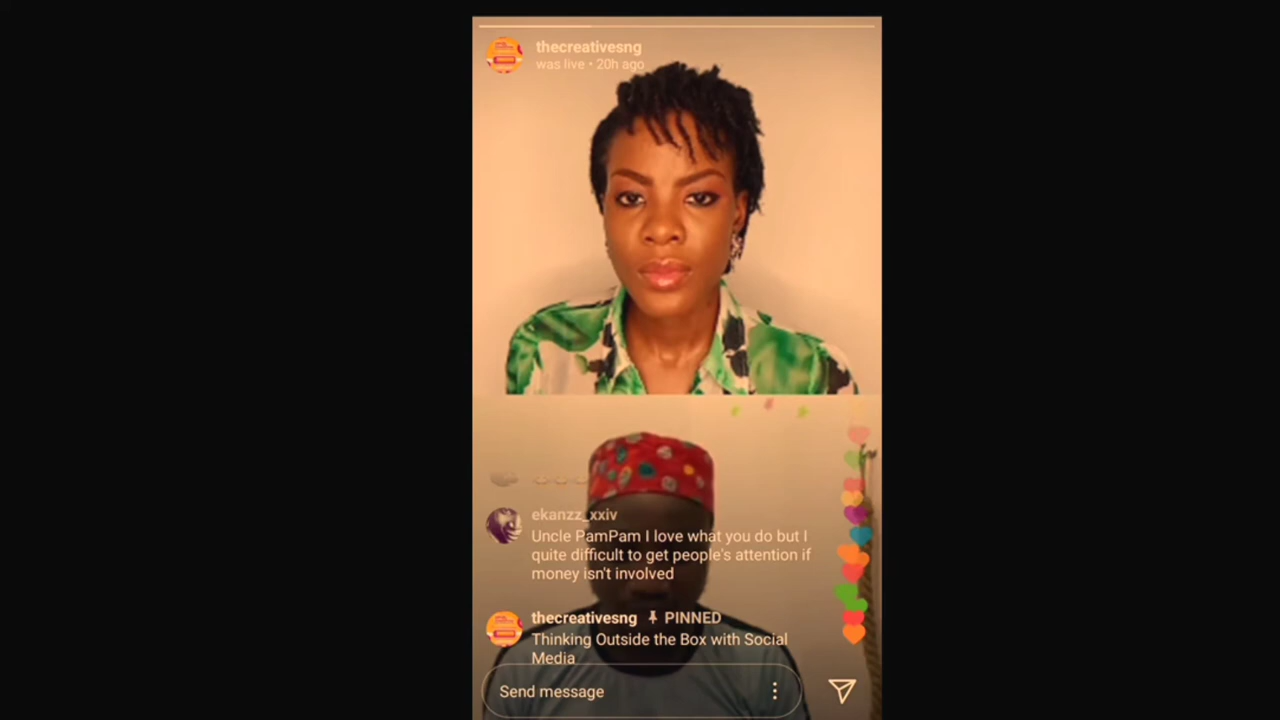 thecreativesng
was live • 20h ago
ekanzz_xxiv
Uncle PamPam I love what you do but I
quite difficult to get people's attention if
money isn't involved
thecreativesng PINNED
Thinking Outside the Box with Social
Media
Send message